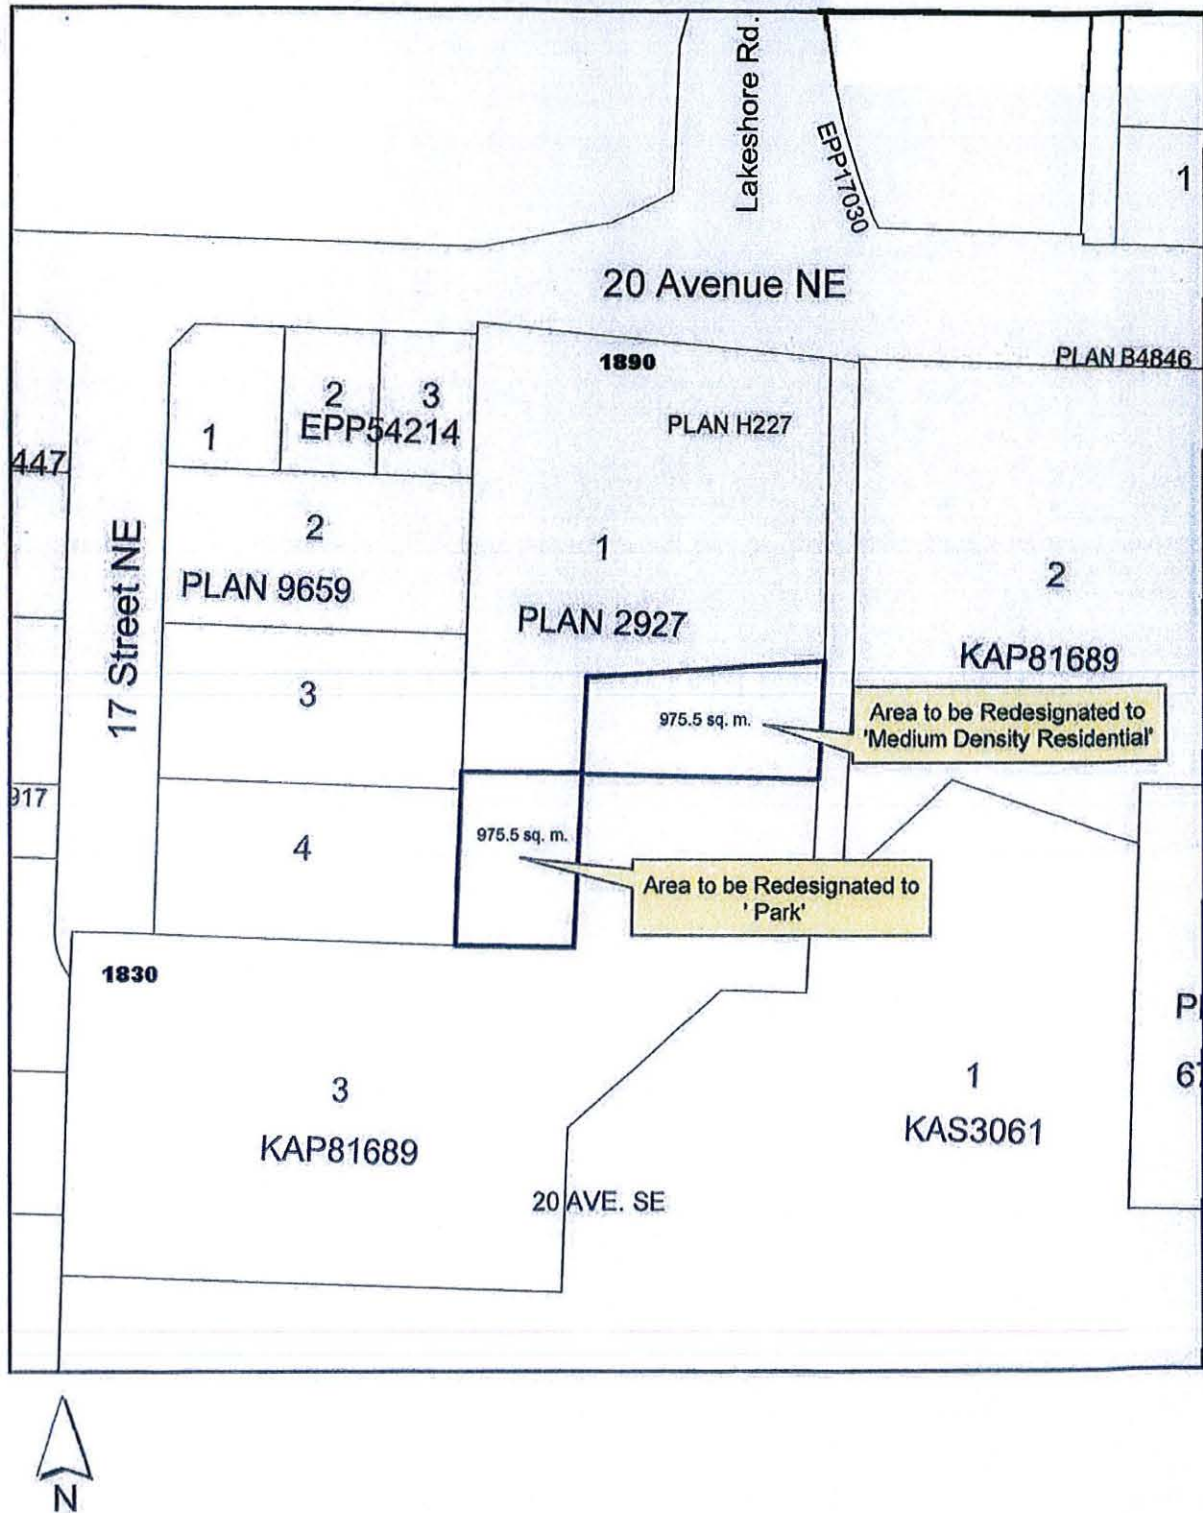 Lakeshore Rd.
EPP17030
1
20 Avenue NE
1890
PLAN B4846
2
3
1
EPP54214
PLAN H227
447
2
1
2
17 Street NE
PLAN 9659
PLAN 2927
KAP81689
3
975.5 sq. m.
Area to be Redesignated to
'Medium Density Residential'
917
4
975.5 sq. m.
Area to be Redesignated to
' Park'
1830
P
67
3
1
KAP81689
KAS3061
20 AVE. SE
N